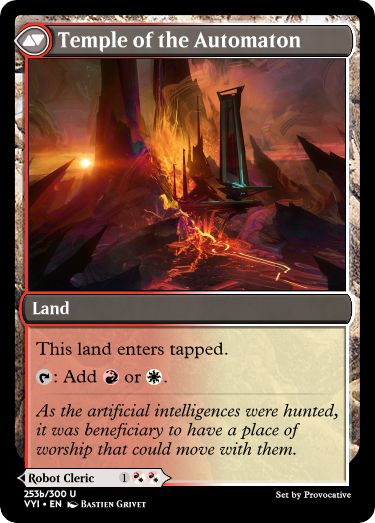 Temple of the Automaton
Land
This land enters tapped.
: Add or .
As the artificial intelligences were hunted,
it was beneficiary to have a place of
worship that could move with them.
Robot Cleric 1
253b/300 U
VYI • EN Bastien Grivet
Set by Provocative